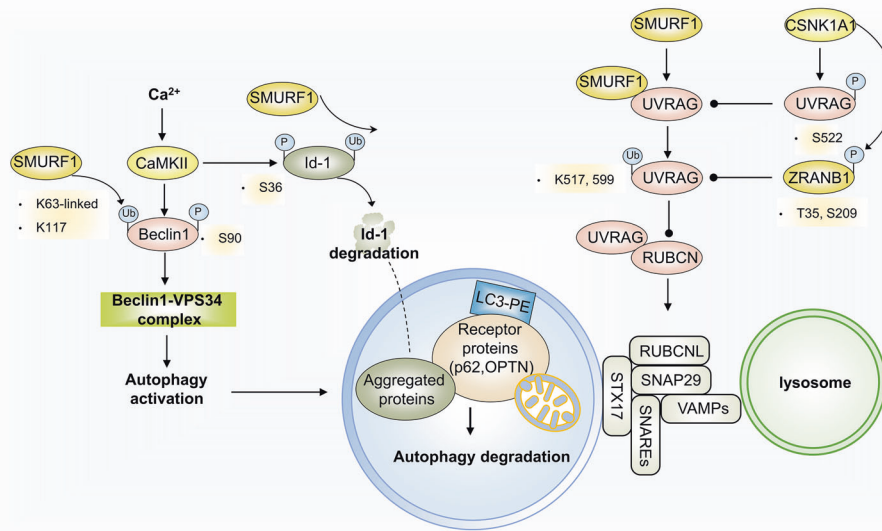 SMURF1
CSNK1A1
Ca²⁺
SMURF1
SMURF1
P
UVRAG
UVRAG
P
Ub
• S522
SMURF1
CaMKII
Id-1
Ub
P
• S36
• K517, 599
UVRAG
ZRANB1
• K63-linked
• K117
Ub
P
Beclin1
• S90
• T35, S209
Id-1
degradation
UVRAG
RUBCN
Beclin1-VPS34
complex
LC3-PE
Receptor
proteins
(p62,OPTN)
RUBCNL
Aggregated
proteins
STX17
SNAP29
lysosome
Autophagy
activation
VAMPs
SNAREs
Autophagy degradation